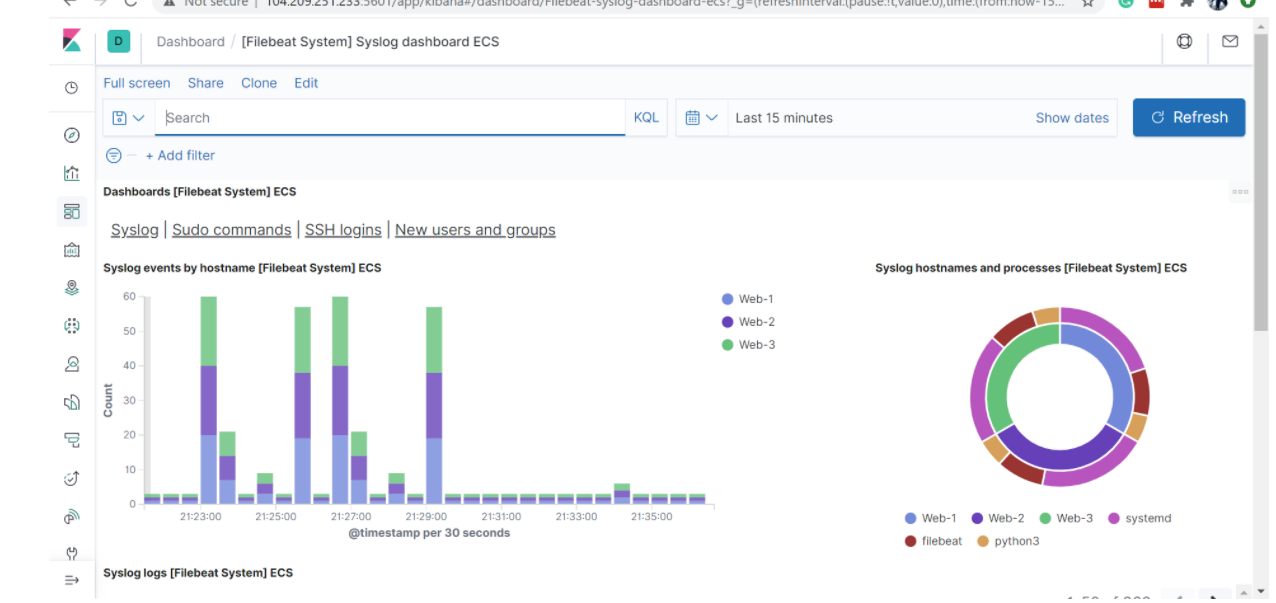 Not secure | 104.209.251.233:5601/app/kibana#/dashboard/Filebeat-syslog-dashboard-ecs?_g=(refreshInterval:(pause:!t,value:0),time:(from:now-15...
D Dashboard / [Filebeat System] Syslog dashboard ECS
Full screen Share Clone Edit
Search KQL Last 15 minutes Show dates Refresh
+ Add filter
Dashboards [Filebeat System] ECS
Syslog | Sudo commands | SSH logins | New users and groups
Syslog events by hostname [Filebeat System] ECS
60
50
40
30
20
10
0
Count
21:23:00 21:25:00 21:27:00 21:29:00 21:31:00 21:33:00 21:35:00
@timestamp per 30 seconds
Web-1
Web-2
Web-3
Syslog hostnames and processes [Filebeat System] ECS
Web-1 Web-2 Web-3 systemd
filebeat python3
Syslog logs [Filebeat System] ECS